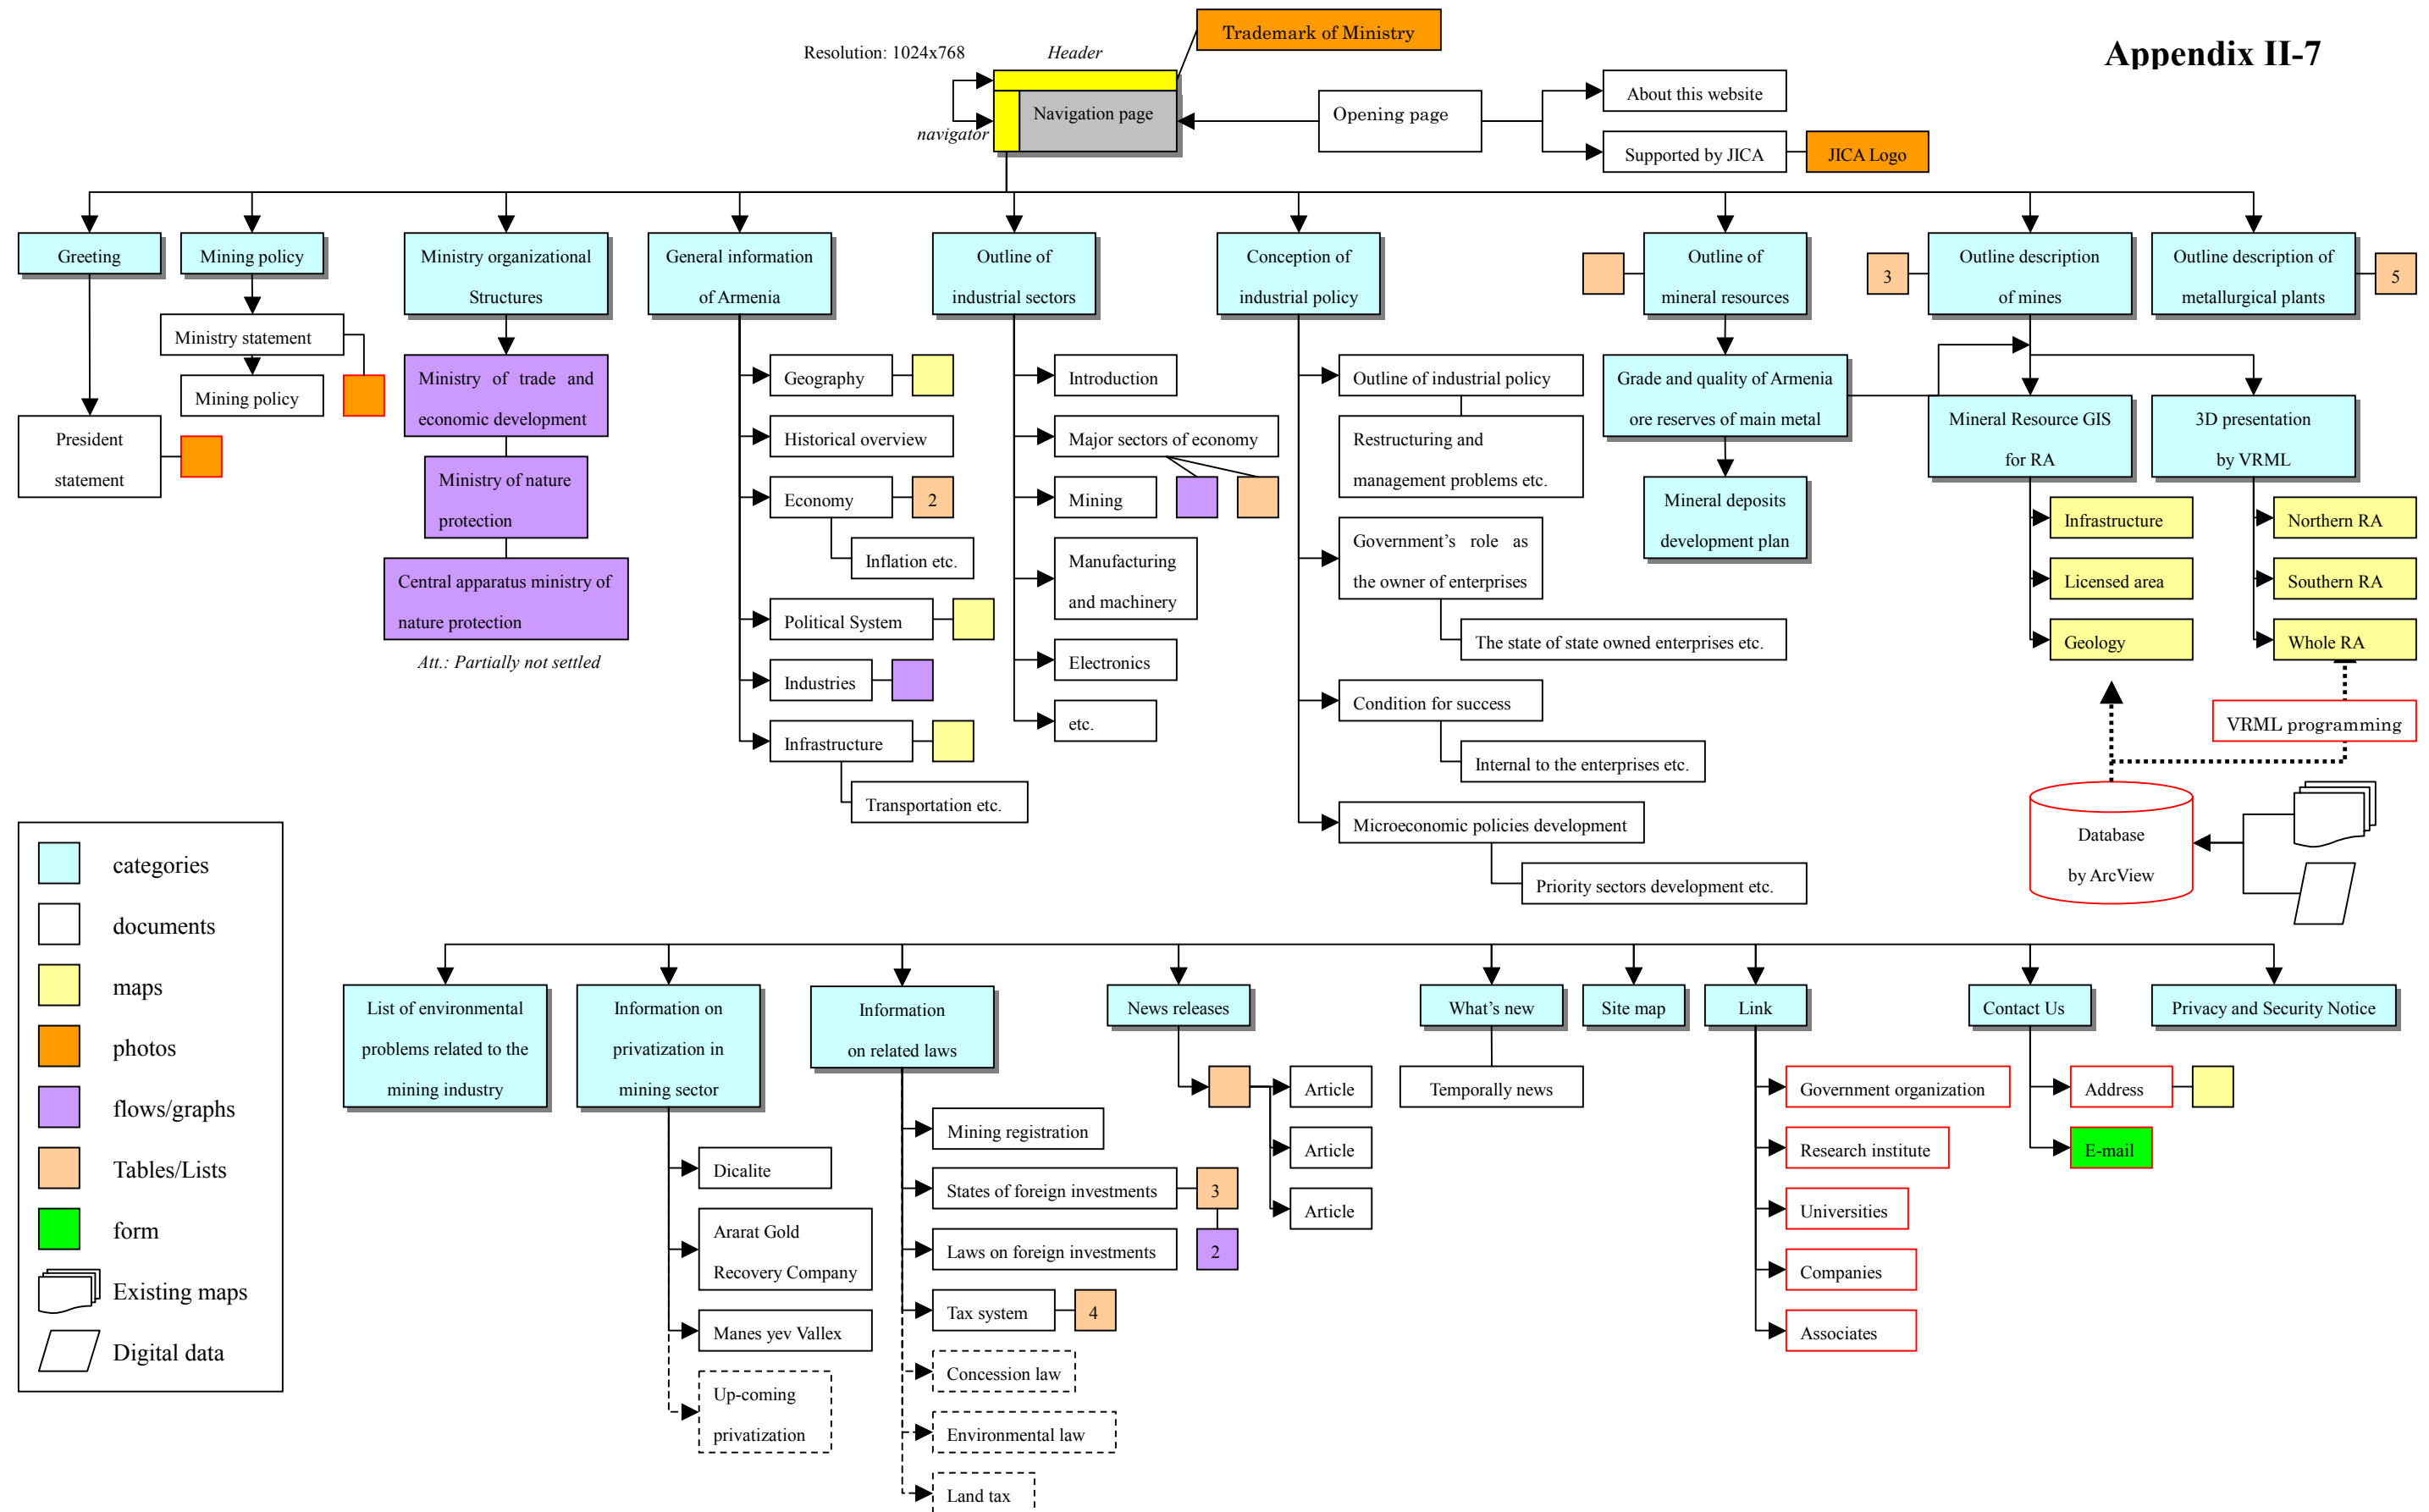 Trademark of Ministry
Resolution: 1024x768
Header
Appendix II-7
Navigation page
navigator
Opening page
About this website
Supported by JICA
JICA Logo
Greeting
Mining policy
Ministry organizational
Structures
General information
of Armenia
Outline of
industrial sectors
Conception of
industrial policy
Outline of
mineral resources
3
Outline description
of mines
Outline description of
metallurgical plants
5
President
statement
Ministry statement
Mining policy
Ministry of trade and
economic development
Ministry of nature
protection
Central apparatus ministry of
nature protection
Att.: Partially not settled
Geography
Historical overview
Economy
2
Inflation etc.
Political System
Industries
Infrastructure
Transportation etc.
Introduction
Major sectors of economy
Mining
Manufacturing
and machinery
Electronics
etc.
Outline of industrial policy
Restructuring and
management problems etc.
Government's role as
the owner of enterprises
The state of state owned enterprises etc.
Condition for success
Internal to the enterprises etc.
Microeconomic policies development
Priority sectors development etc.
Grade and quality of Armenia
ore reserves of main metal
Mineral deposits
development plan
Mineral Resource GIS
for RA
Infrastructure
Licensed area
Geology
3D presentation
by VRML
Northern RA
Southern RA
Whole RA
VRML programming
Database
by ArcView
categories
documents
maps
photos
flows/graphs
Tables/Lists
form
Existing maps
Digital data
List of environmental
problems related to the
mining industry
Information on
privatization in
mining sector
Dicalite
Ararat Gold
Recovery Company
Manes yev Vallex
Up-coming
privatization
Information
on related laws
Mining registration
States of foreign investments
3
Laws on foreign investments
2
Tax system
4
Concession law
Environmental law
Land tax
News releases
Article
Article
Article
What's new
Temporally news
Site map
Link
Government organization
Research institute
Universities
Companies
Associates
Contact Us
Address
E-mail
Privacy and Security Notice